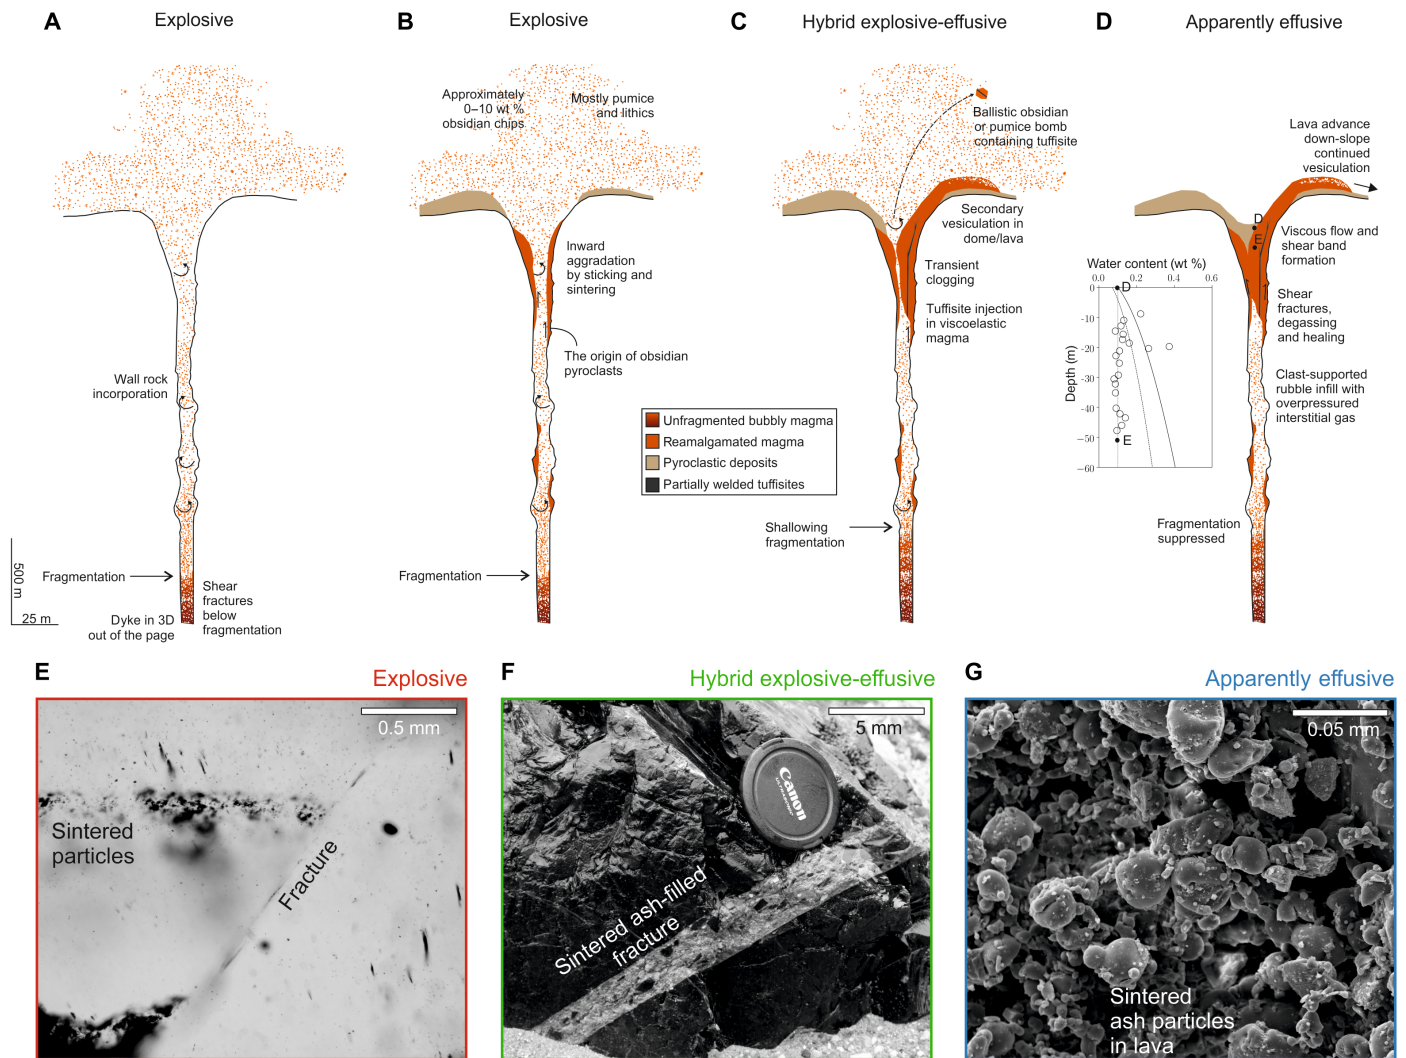 A
Explosive
B
Explosive
C
Hybrid explosive-effusive
D
Apparently effusive
Wall rock
incorporation
Fragmentation
Shear
fractures
below
fragmentation
500 m
25 m
Dyke in 3D
out of the page
Approximately
0–10 wt %
obsidian chips
Mostly pumice
and lithics
Inward
aggradation
by sticking and
sintering
The origin of obsidian
pyroclasts
Fragmentation
Unfragmented bubbly magma
Reamalgamated magma
Pyroclastic deposits
Partially welded tuffisites
Ballistic obsidian
or pumice bomb
containing tuffisite
Secondary
vesiculation in
dome/lava
Transient
clogging
Tuffisite injection
in viscoelastic
magma
Shallowing
fragmentation
Lava advance
down-slope
continued
vesiculation
D
E
Viscous flow and
shear band
formation
Water content (wt %)
0.0 0.2 0.4 0.6
Depth (m)
0
-10
-20
-30
-40
-50
-60
D
E
Shear
fractures,
degassing
and healing
Clast-supported
rubble infill with
overpressured
interstitial gas
Fragmentation
suppressed
E
Explosive
0.5 mm
Sintered
particles
Fracture
F
Hybrid explosive-effusive
5 mm
Canon
ULTRASONIC
Sintered ash-filled
fracture
G
Apparently effusive
0.05 mm
Sintered
ash particles
in lava